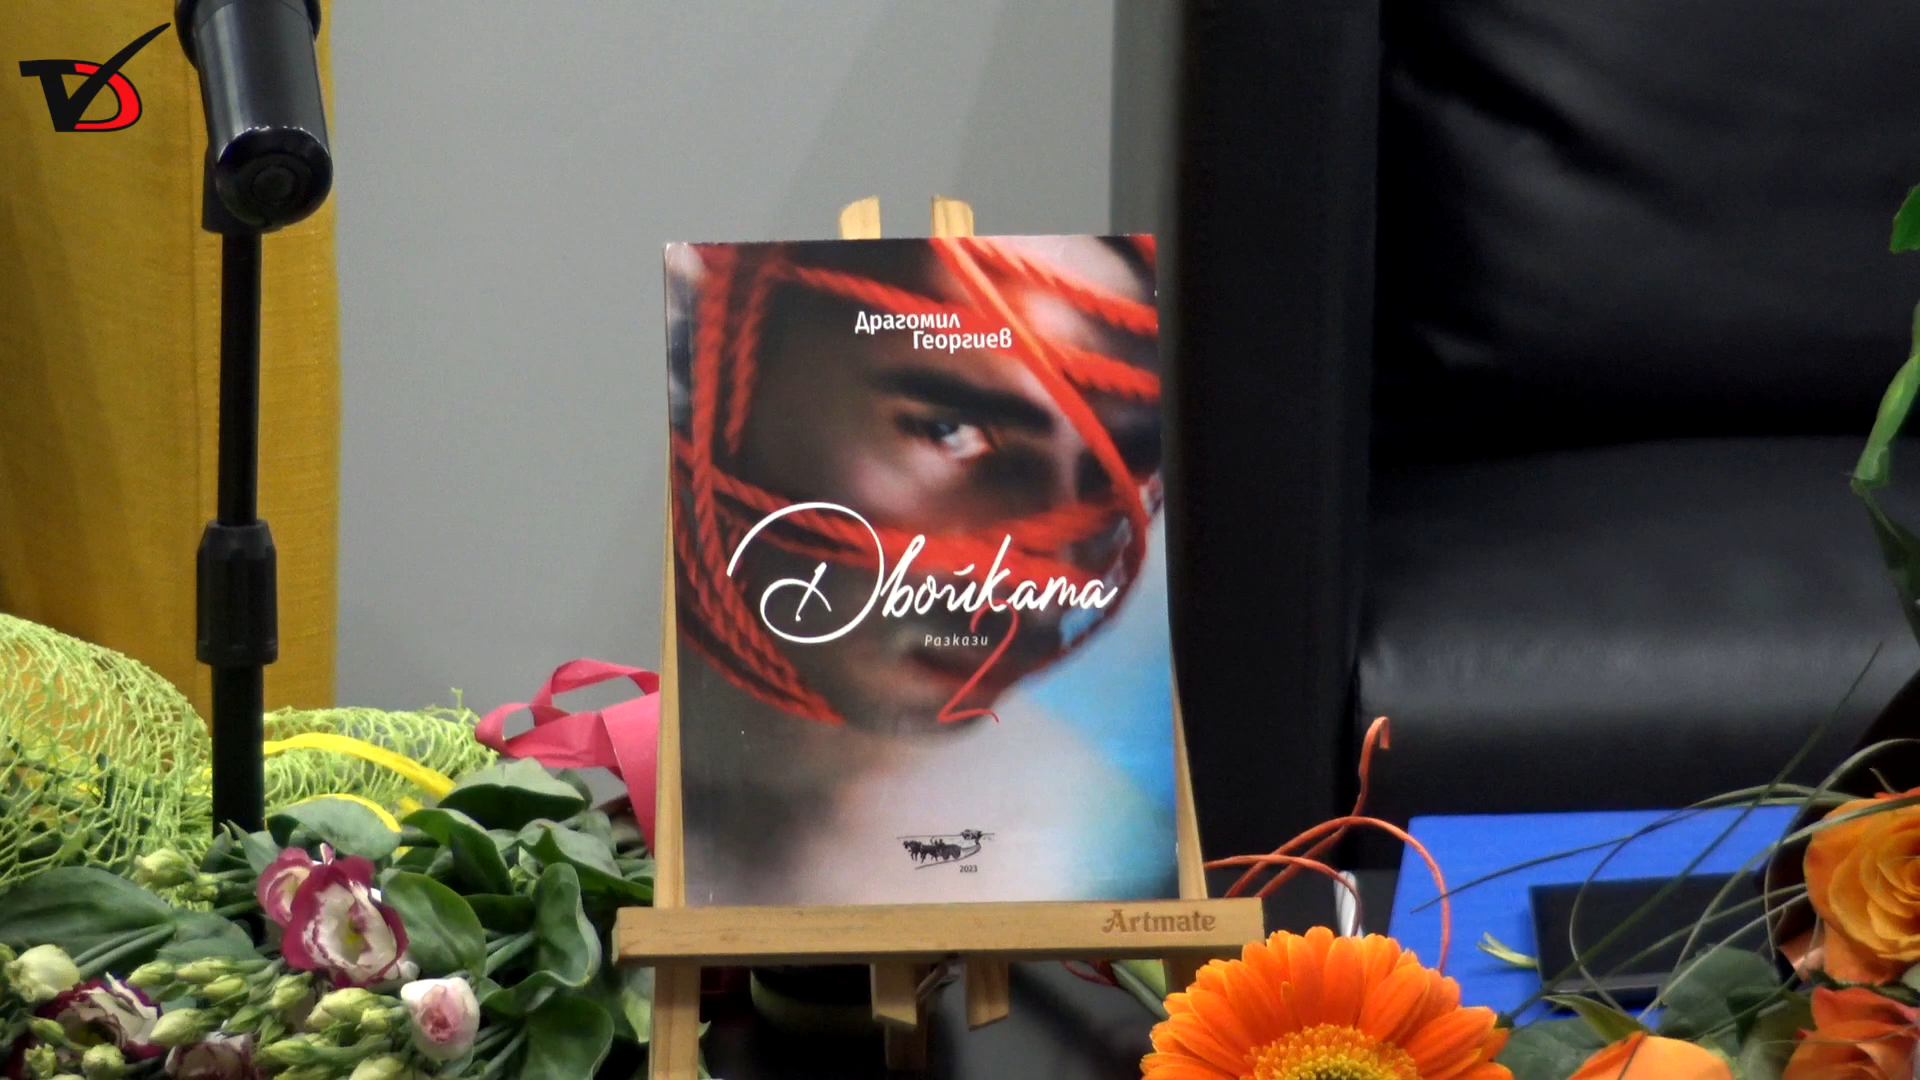 Драгомил
Георгиев
Двойката
2
Разкази
2023
Artmate